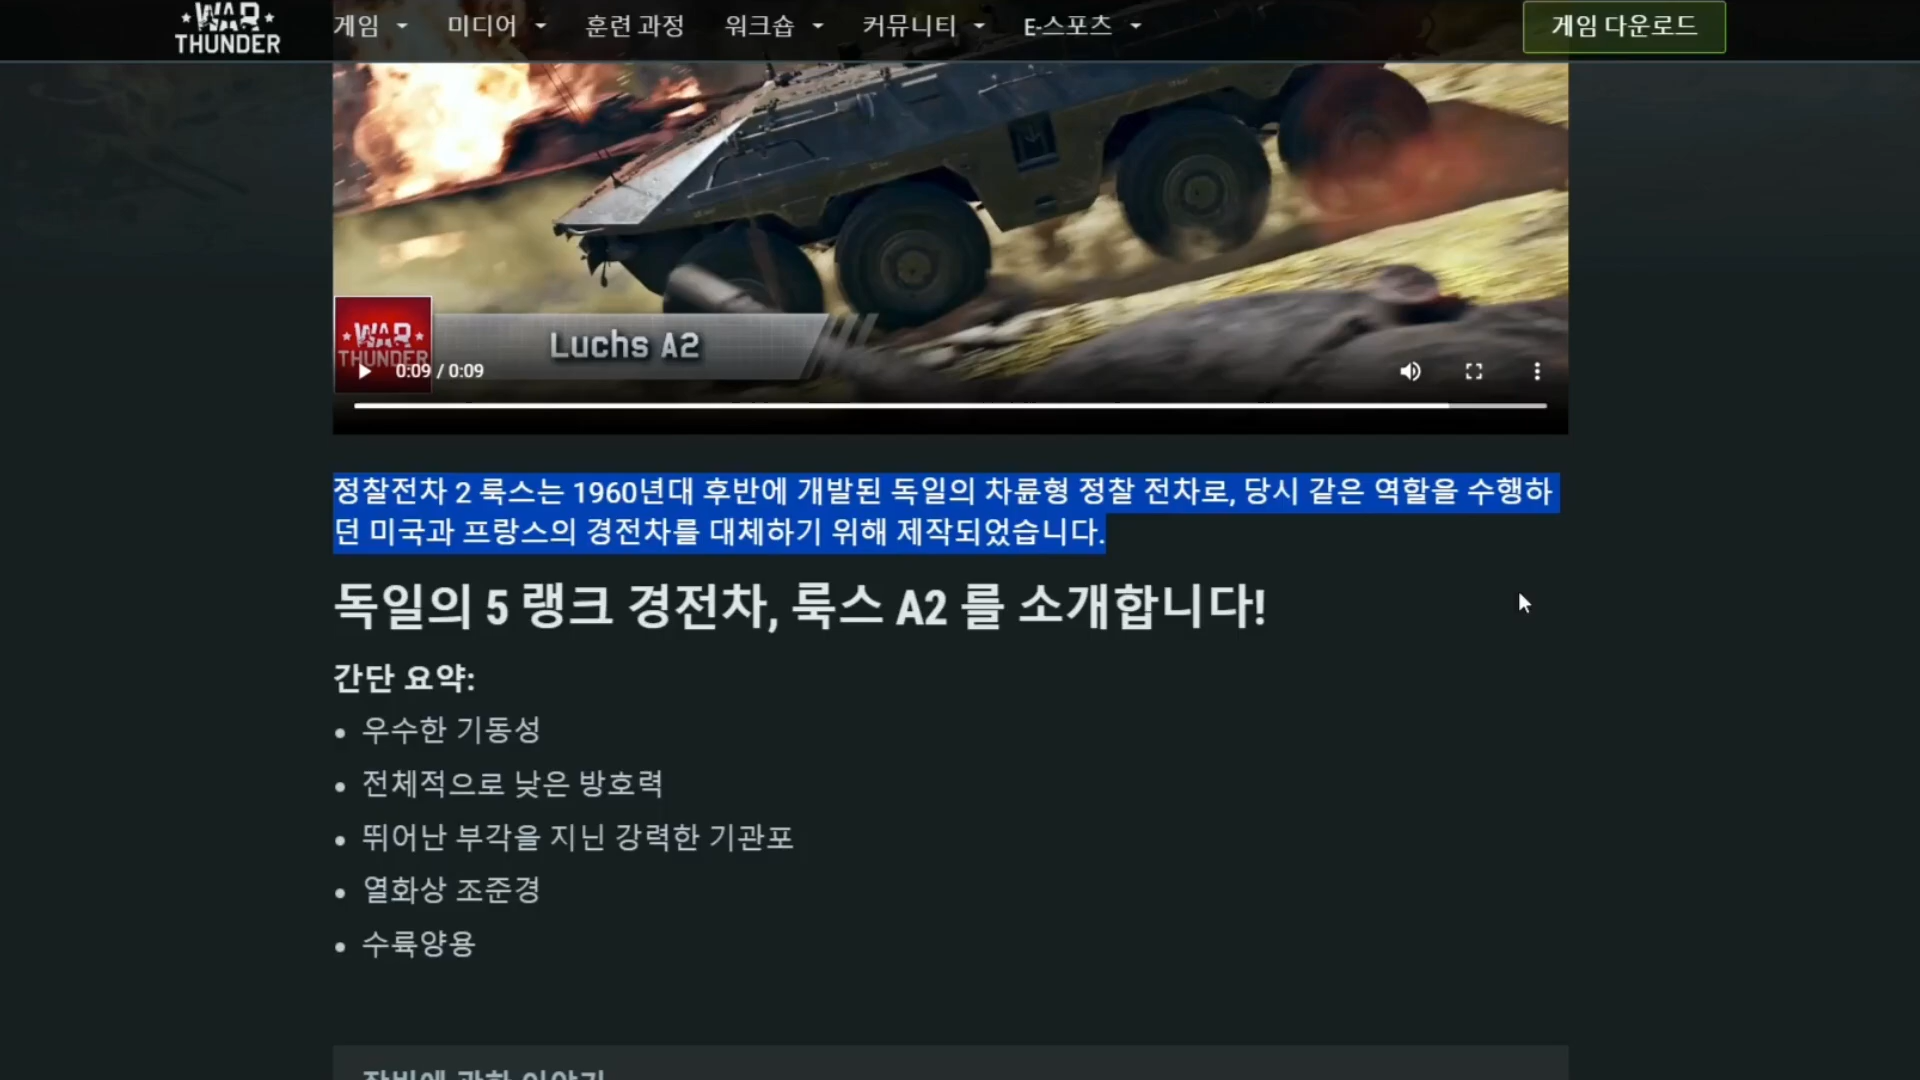 WAR THUNDER
게임 미디어 훈련 과정 워크숍 커뮤니티 E-스포츠 게임 다운로드
WAR THUNDER
Luchs A2
0:09 / 0:09
정찰전차 2 룩스는 1960년대 후반에 개발된 독일의 차륜형 정찰 전차로, 당시 같은 역할을 수행하
던 미국과 프랑스의 경전차를 대체하기 위해 제작되었습니다.
독일의 5 랭크 경전차, 룩스 A2 를 소개합니다!
간단 요약:
• 우수한 기동성
• 전체적으로 낮은 방호력
• 뛰어난 부각을 지닌 강력한 기관포
• 열화상 조준경
• 수륙양용